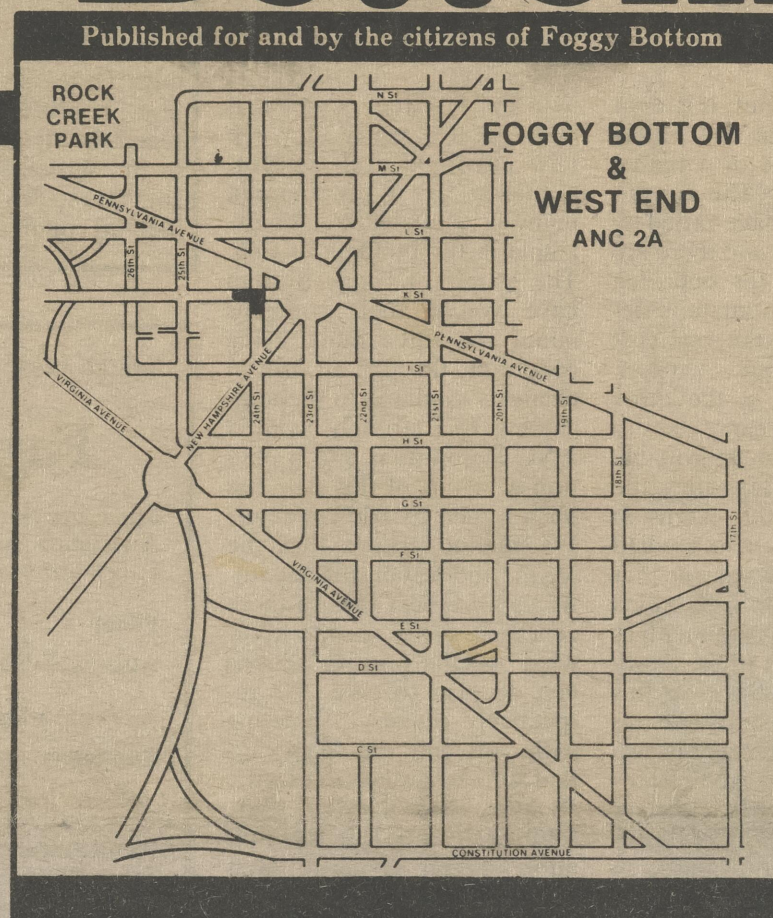 Published for and by the citizens of Foggy Bottom
ROCK
CREEK
PARK
FOGGY BOTTOM
&
WEST END
ANC 2A
N St
M St
PENNSYLVANIA AVENUE
L St
26th St
25th St
K St
PENNSYLVANIA AVENUE
I St
VIRGINIA AVENUE
NEW HAMPSHIRE AVENUE
24th St
23rd St
22nd St
21st St
20th St
19th St
H St
18th St
G St
17th St
F St
VIRGINIA AVENUE
E St
D St
C St
CONSTITUTION AVENUE